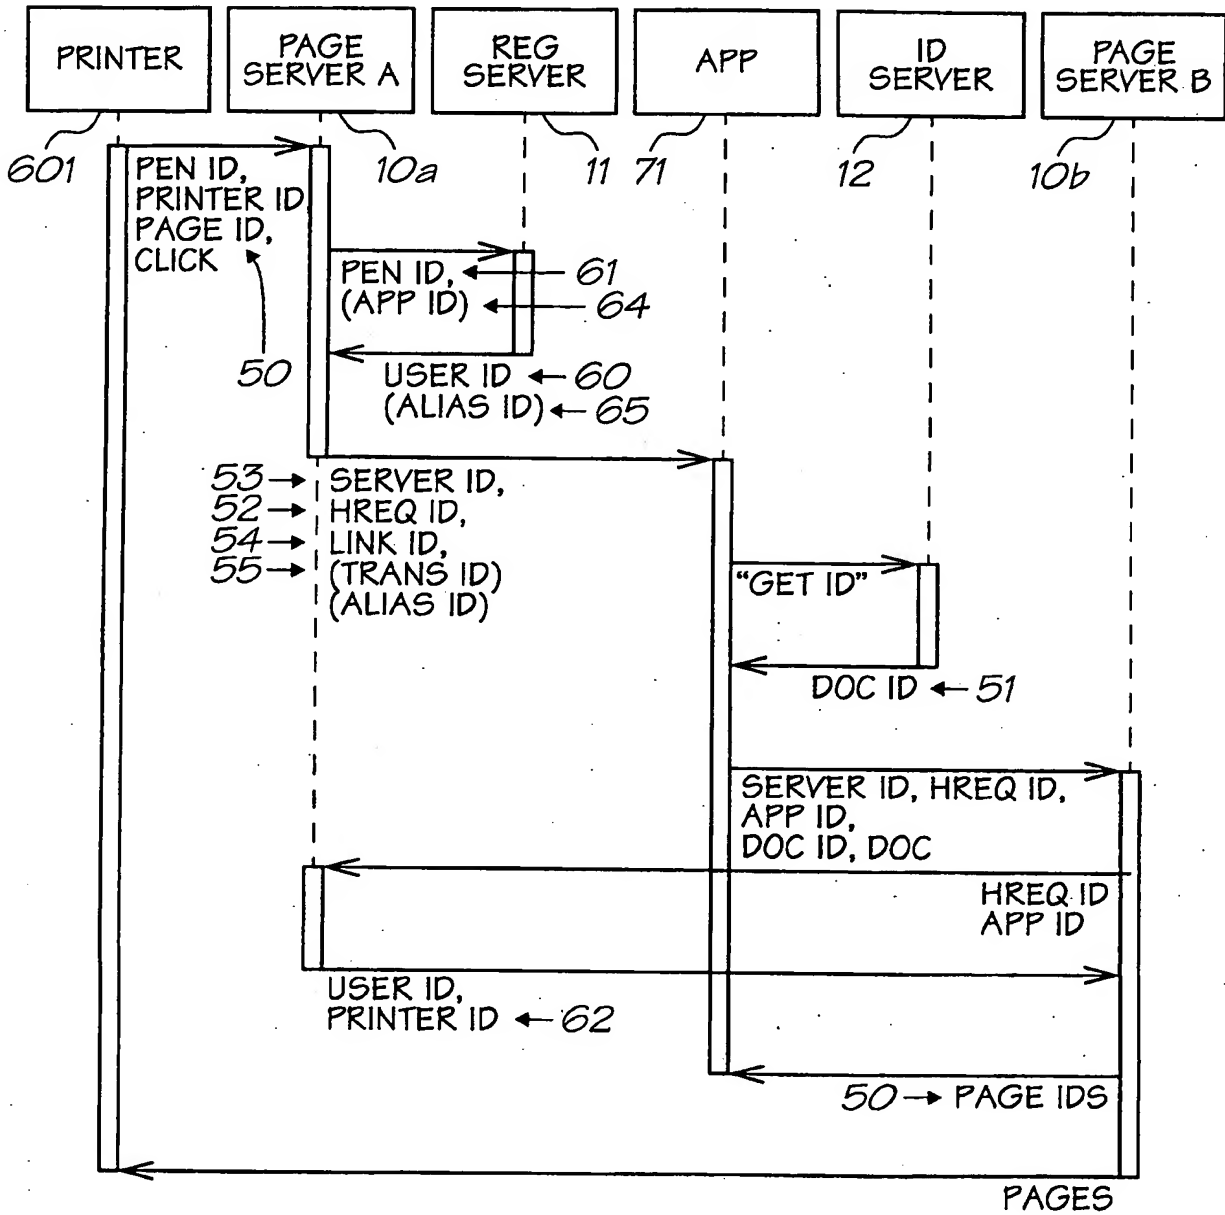 PRINTER
PAGE
SERVER A
REG
SERVER
APP
ID
SERVER
PAGE
SERVER B
601
10a
11
71
12
10b
PEN ID,
PRINTER ID
PAGE ID,
CLICK
50
PEN ID,
61
(APP ID)
64
USER ID
60
(ALIAS ID)
65
53
SERVER ID,
52
HREQ ID,
54
LINK ID,
55
(TRANS ID)
(ALIAS ID)
"GET ID"
DOC ID
51
SERVER ID, HREQ ID,
APP ID,
DOC ID, DOC
HREQ ID
APP ID
USER ID,
PRINTER ID
62
50
PAGE IDS
PAGES